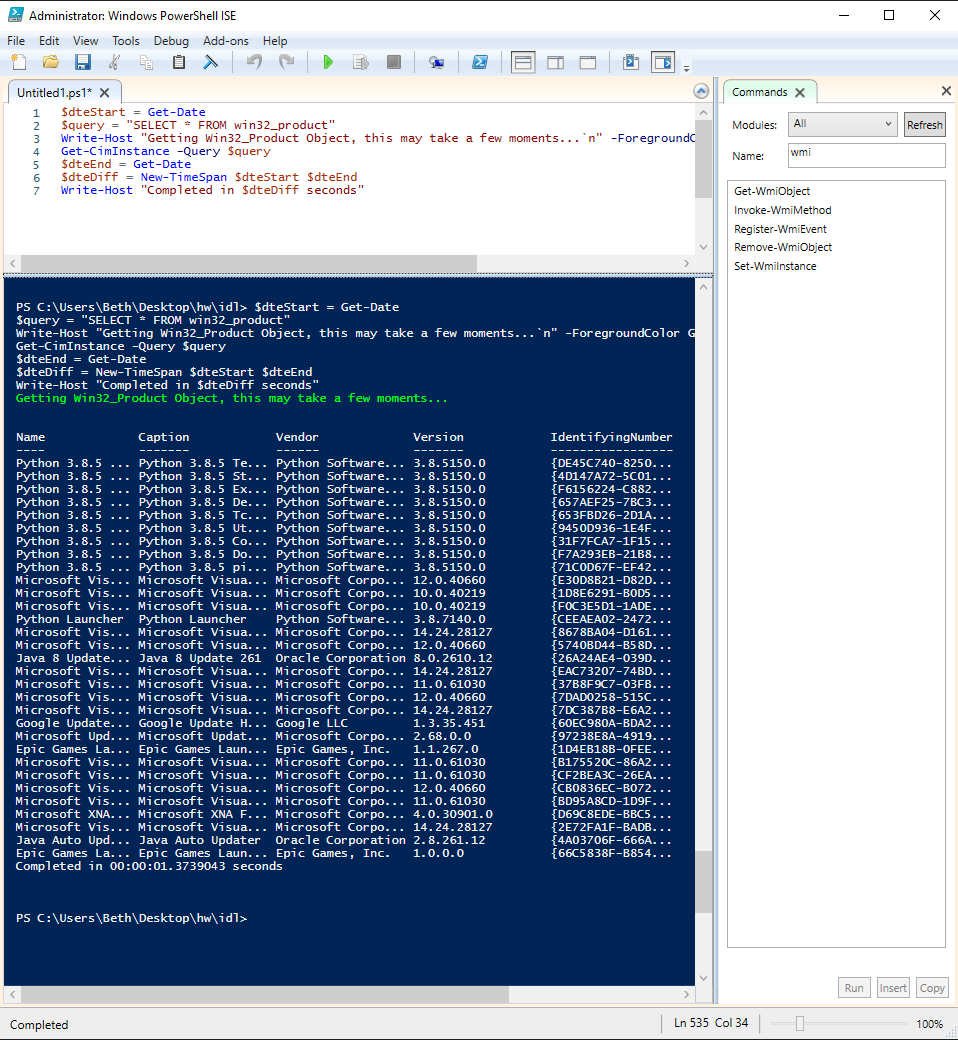 Administrator: Windows PowerShell ISE
File Edit View Tools Debug Add-ons Help
Untitled1.ps1*
1 $dteStart = Get-Date
2 $query = "SELECT * FROM win32_product"
3 Write-Host "Getting Win32_Product Object, this may take a few moments...`n" -ForegroundC
4 Get-CimInstance -Query $query
5 $dteEnd = Get-Date
6 $dteDiff = New-TimeSpan $dteStart $dteEnd
7 Write-Host "Completed in $dteDiff seconds"
PS C:\Users\Beth\Desktop\hw\idl> $dteStart = Get-Date
$query = "SELECT * FROM win32_product"
Write-Host "Getting Win32_Product Object, this may take a few moments...`n" -ForegroundColor G
Get-CimInstance -Query $query
$dteEnd = Get-Date
$dteDiff = New-TimeSpan $dteStart $dteEnd
Write-Host "Completed in $dteDiff seconds"
Getting Win32_Product Object, this may take a few moments...
Name Caption Vendor Version IdentifyingNumber
---- ------- ------ ------- -----------------
Python 3.8.5 ... Python 3.8.5 Te... Python Software... 3.8.5150.0 {DE45C740-8250...
Python 3.8.5 ... Python 3.8.5 St... Python Software... 3.8.5150.0 {4D147A72-5C01...
Python 3.8.5 ... Python 3.8.5 Ex... Python Software... 3.8.5150.0 {F6156224-C882...
Python 3.8.5 ... Python 3.8.5 De... Python Software... 3.8.5150.0 {657AEF25-7BC3...
Python 3.8.5 ... Python 3.8.5 Tc... Python Software... 3.8.5150.0 {653FBD26-2D1A...
Python 3.8.5 ... Python 3.8.5 Ut... Python Software... 3.8.5150.0 {9450D936-1E4F...
Python 3.8.5 ... Python 3.8.5 Co... Python Software... 3.8.5150.0 {31F7FCA7-1F15...
Python 3.8.5 ... Python 3.8.5 Do... Python Software... 3.8.5150.0 {F7A293EB-21B8...
Python 3.8.5 ... Python 3.8.5 pi... Python Software... 3.8.5150.0 {71C0D67F-EF42...
Microsoft Vis... Microsoft Visua... Microsoft Corpo... 12.0.40660 {E30D8B21-D82D...
Microsoft Vis... Microsoft Visua... Microsoft Corpo... 10.0.40219 {1D8E6291-B0D5...
Microsoft Vis... Microsoft Visua... Microsoft Corpo... 10.0.40219 {F0C3E5D1-1ADE...
Python Launcher Python Launcher Python Software... 3.8.7140.0 {CEEAEA02-2472...
Microsoft Vis... Microsoft Visua... Microsoft Corpo... 14.24.28127 {8678BA04-D161...
Microsoft Vis... Microsoft Visua... Microsoft Corpo... 12.0.40660 {5740BD44-B58D...
Java 8 Update... Java 8 Update 261 Oracle Corporation 8.0.2610.12 {26A24AE4-039D...
Microsoft Vis... Microsoft Visua... Microsoft Corpo... 14.24.28127 {EAC73207-74BD...
Microsoft Vis... Microsoft Visua... Microsoft Corpo... 11.0.61030 {37B8F9C7-03FB...
Microsoft Vis... Microsoft Visua... Microsoft Corpo... 12.0.40660 {7DAD0258-515C...
Microsoft Vis... Microsoft Visua... Microsoft Corpo... 14.24.28127 {7DC387B8-E6A2...
Google Update... Google Update H... Google LLC 1.3.35.451 {60EC980A-BDA2...
Microsoft Upd... Microsoft Updat... Microsoft Corpo... 2.68.0.0 {97238E8A-4919...
Epic Games La... Epic Games Laun... Epic Games, Inc. 1.1.267.0 {1D4EB18B-0FEE...
Microsoft Vis... Microsoft Visua... Microsoft Corpo... 11.0.61030 {B175520C-86A2...
Microsoft Vis... Microsoft Visua... Microsoft Corpo... 11.0.61030 {CF2BEA3C-26EA...
Microsoft Vis... Microsoft Visua... Microsoft Corpo... 12.0.40660 {CB0836EC-B072...
Microsoft Vis... Microsoft Visua... Microsoft Corpo... 11.0.61030 {BD95A8CD-1D9F...
Microsoft XNA... Microsoft XNA F... Microsoft Corpo... 4.0.30901.0 {D69C8EDE-BBC5...
Microsoft Vis... Microsoft Visua... Microsoft Corpo... 14.24.28127 {2E72FA1F-BADB...
Java Auto Upd... Java Auto Updater Oracle Corporation 2.8.261.12 {4A03706F-666A...
Epic Games La... Epic Games Laun... Epic Games, Inc. 1.0.0.0 {66C5838F-B854...
Completed in 00:00:01.3739043 seconds
PS C:\Users\Beth\Desktop\hw\idl>
Commands
Modules: All Refresh
Name: wmi
Get-WmiObject
Invoke-WmiMethod
Register-WmiEvent
Remove-WmiObject
Set-WmiInstance
Run Insert Copy
Completed Ln 535 Col 34 100%